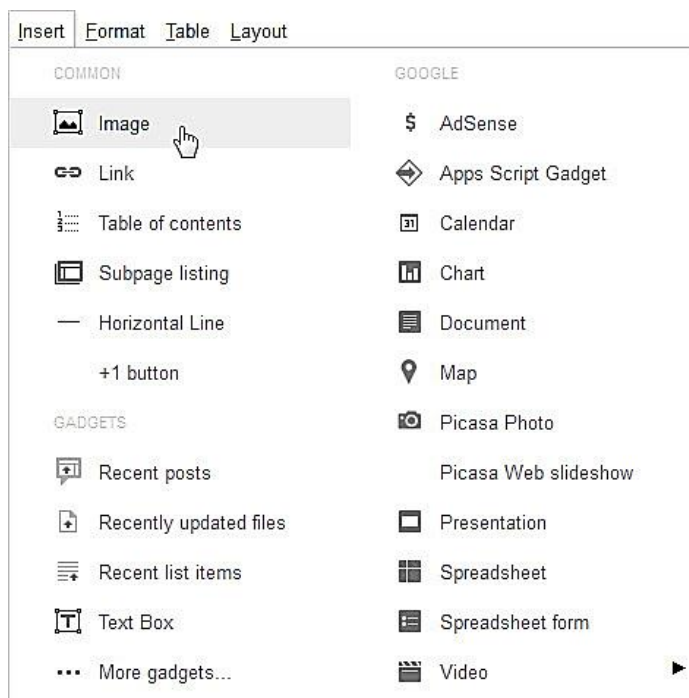 Insert Format Table Layout
COMMON
Image
Link
Table of contents
Subpage listing
Horizontal Line
+1 button
GADGETS
Recent posts
Recently updated files
Recent list items
Text Box
More gadgets...
GOOGLE
AdSense
Apps Script Gadget
Calendar
Chart
Document
Map
Picasa Photo
Picasa Web slideshow
Presentation
Spreadsheet
Spreadsheet form
Video